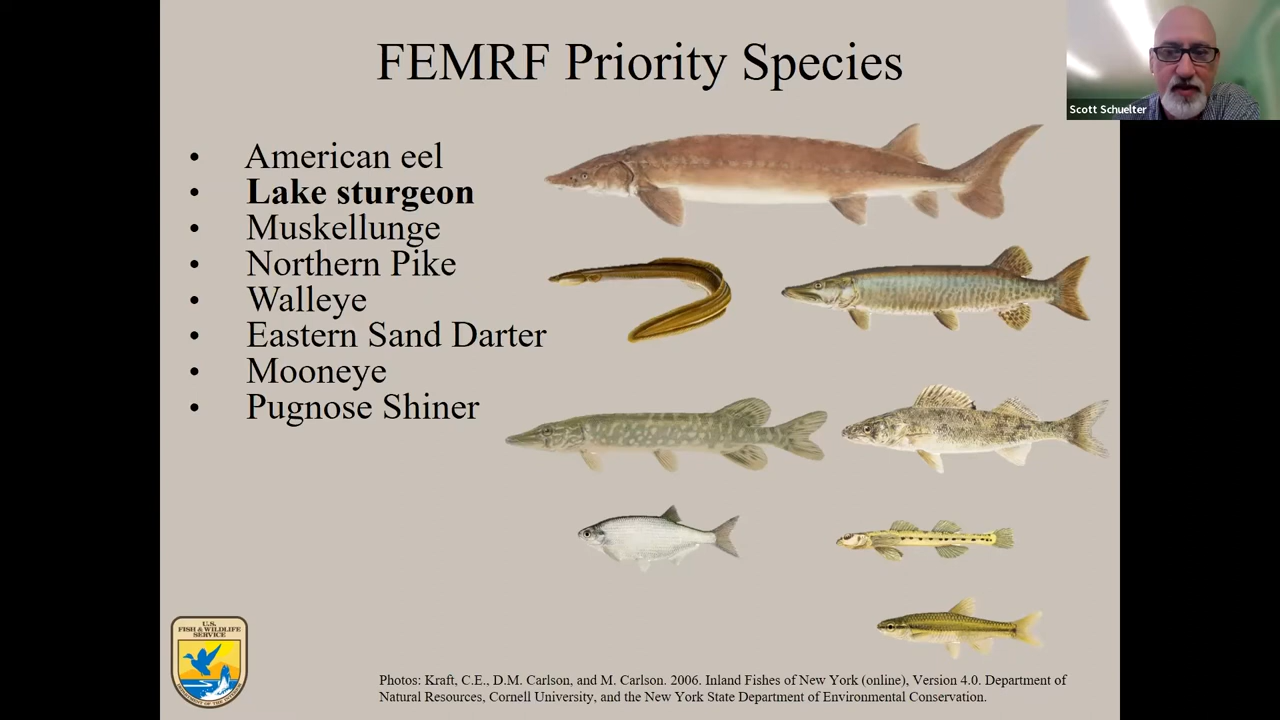 FEMRF Priority Species
Scott Schuelter
• American eel
• Lake sturgeon
• Muskellunge
• Northern Pike
• Walleye
• Eastern Sand Darter
• Mooneye
• Pugnose Shiner
U.S.
FISH & WILDLIFE
SERVICE
Photos: Kraft, C.E., D.M. Carlson, and M. Carlson. 2006. Inland Fishes of New York (online), Version 4.0. Department of
Natural Resources, Cornell University, and the New York State Department of Environmental Conservation.